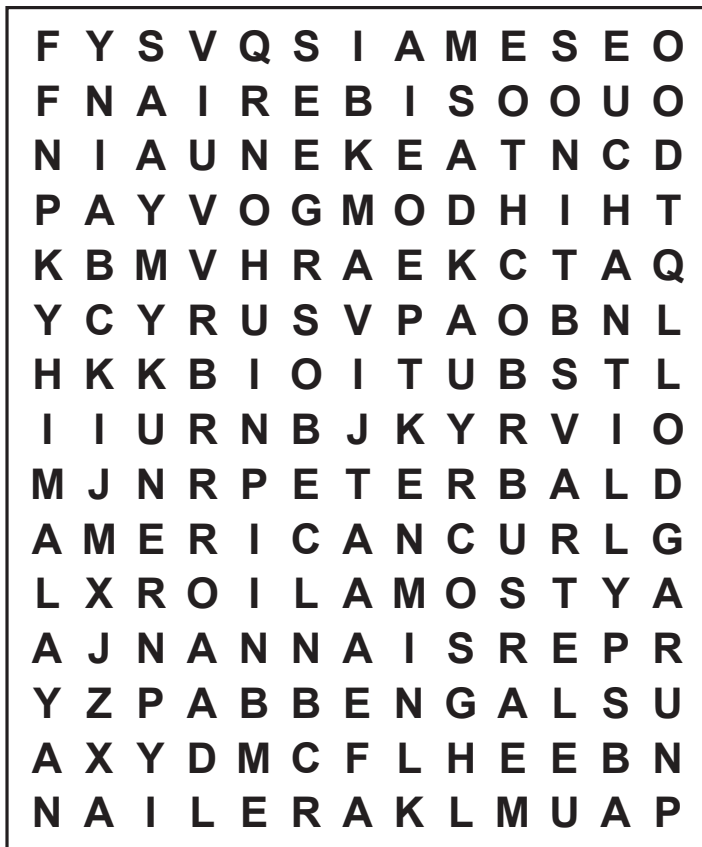 F Y S V Q S I A M E S E O
F N A I R E B I S O O U O
N I A U N E K E A T N C D
P A Y V O G M O D H I H T
K B M V H R A E K C T A Q
Y C Y R U S V P A O B N L
H K K B I O I T U B S T L
I I U R N B J K Y R V I O
M J N R P E T E R B A L D
A M E R I C A N C U R L G
L X R O I L A M O S T Y A
A J N A N N A I S R E P R
Y Z P A B B E N G A L S U
A X Y D M C F L H E E B N
N A I L E R A K L M U A P